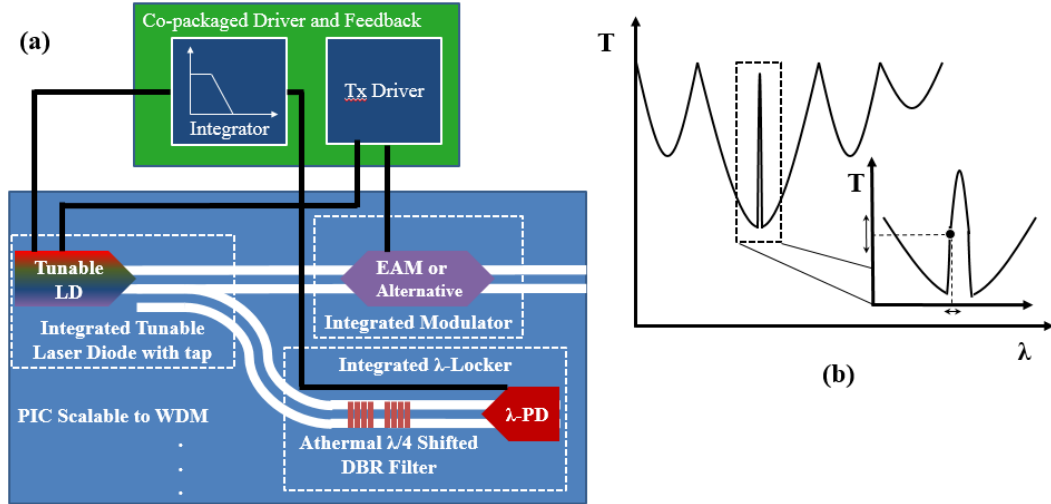 (a)
Co-packaged Driver and Feedback
Integrator
Tx Driver
Tunable
LD
EAM or
Alternative
Integrated Tunable
Laser Diode with tap
Integrated Modulator
Integrated λ-Locker
PIC Scalable to WDM
.
.
.
λ-PD
Athermal λ/4 Shifted
DBR Filter
T
T
λ
(b)